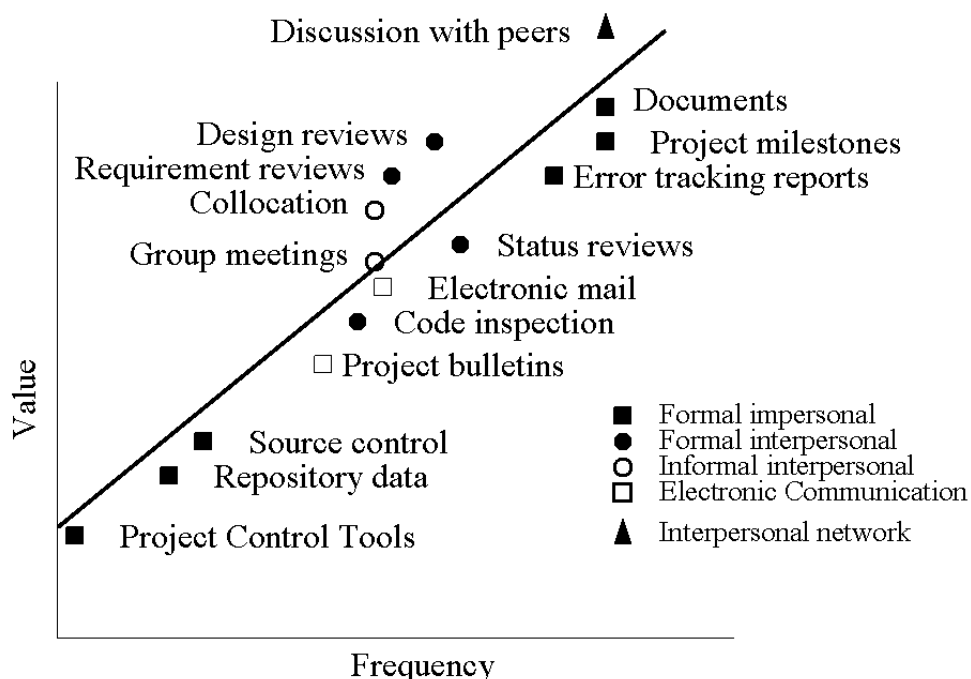 Discussion with peers
Documents
Design reviews
Project milestones
Requirement reviews
Error tracking reports
Collocation
Group meetings
Status reviews
Electronic mail
Code inspection
Project bulletins
Value
Formal impersonal
Source control
Formal interpersonal
Informal interpersonal
Repository data
Electronic Communication
Project Control Tools
Interpersonal network
Frequency